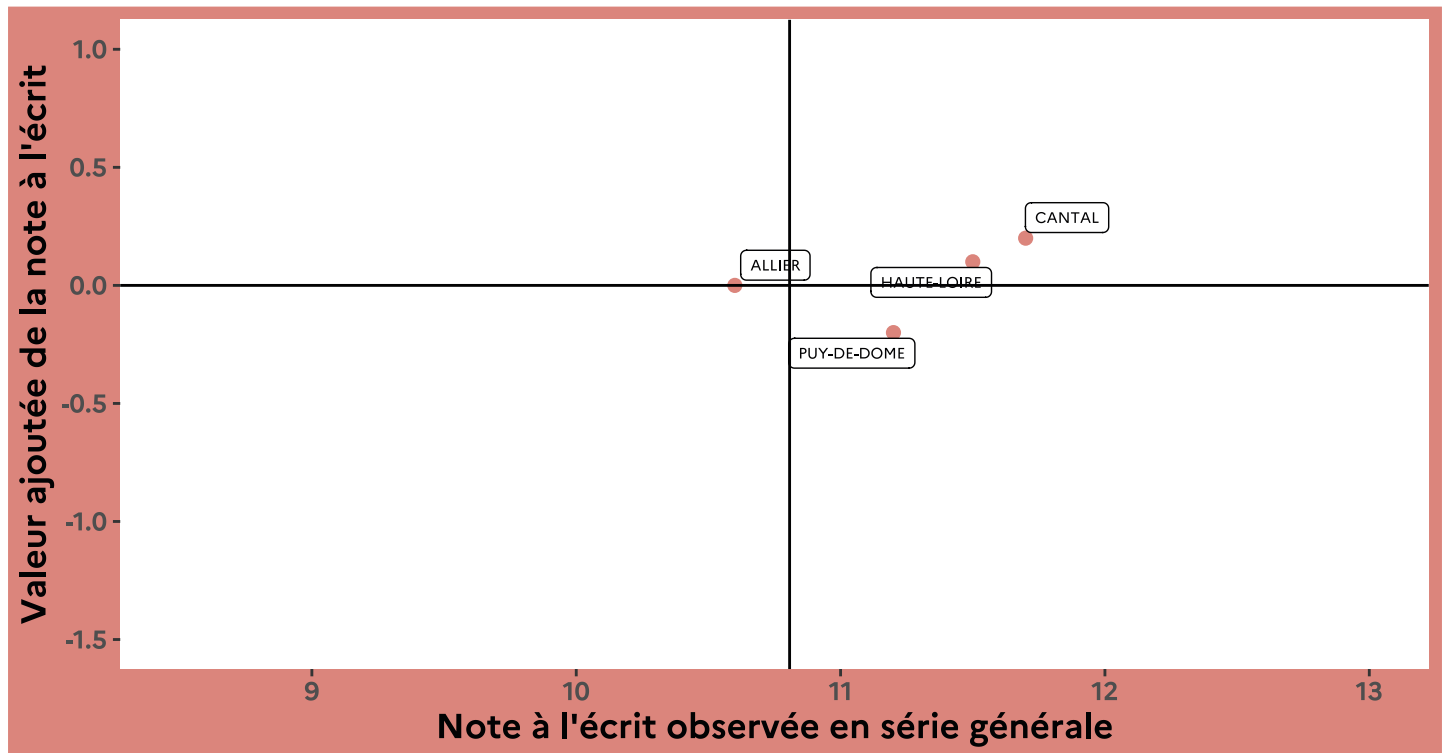 Valeur ajoutée de la note à l'écrit
1.0
0.5
0.0
-0.5
-1.0
-1.5
CANTAL
ALLIER
HAUTE-LOIRE
PUY-DE-DOME
9 10 11 12 13
Note à l'écrit observée en série générale